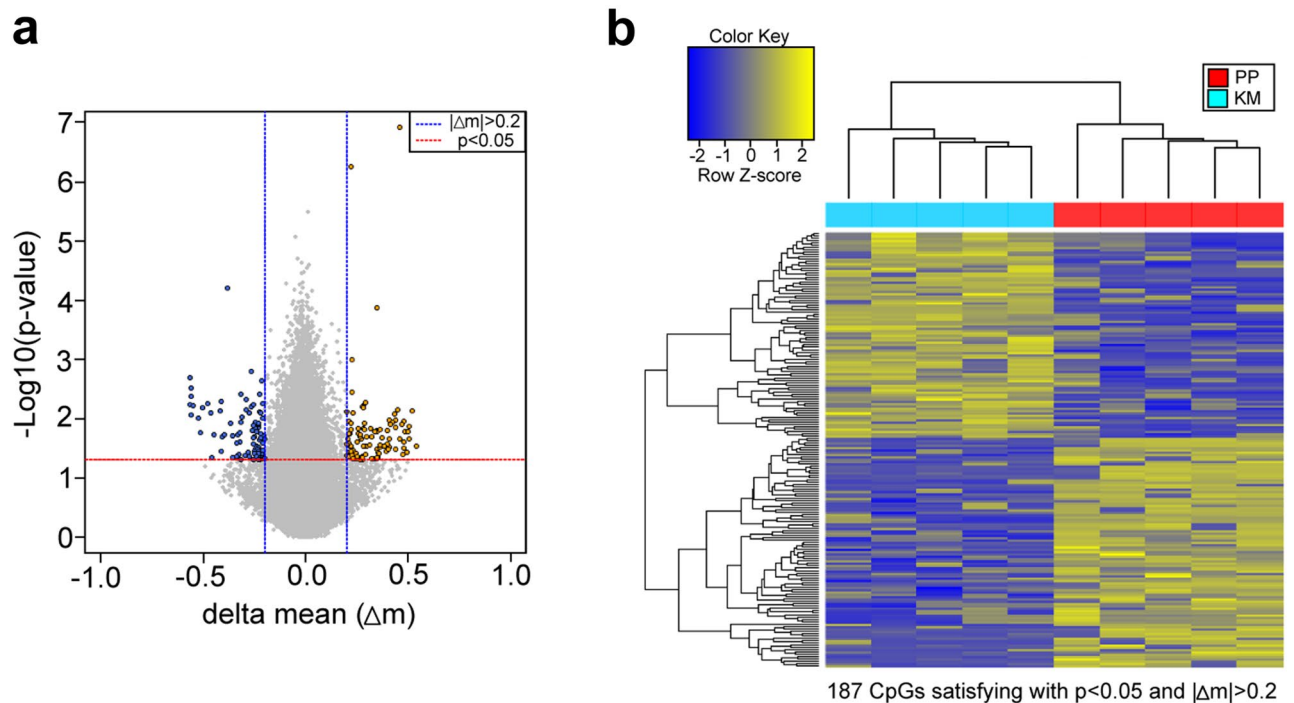 a
-Log10(p-value)
7
6
5
4
3
2
1
0
-1.0 -0.5 0.0 0.5 1.0
delta mean (Δm)
|Δm|>0.2
p<0.05
b
Color Key
-2 -1 0 1 2
Row Z-score
PP
KM
187 CpGs satisfying with p<0.05 and |Δm|>0.2